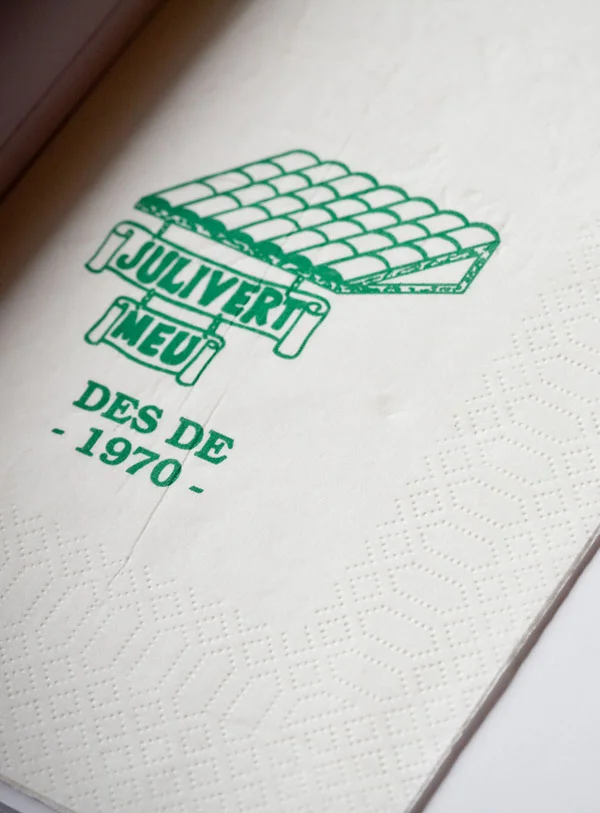 JULIVERT
MEU
DES DE
- 1970 -